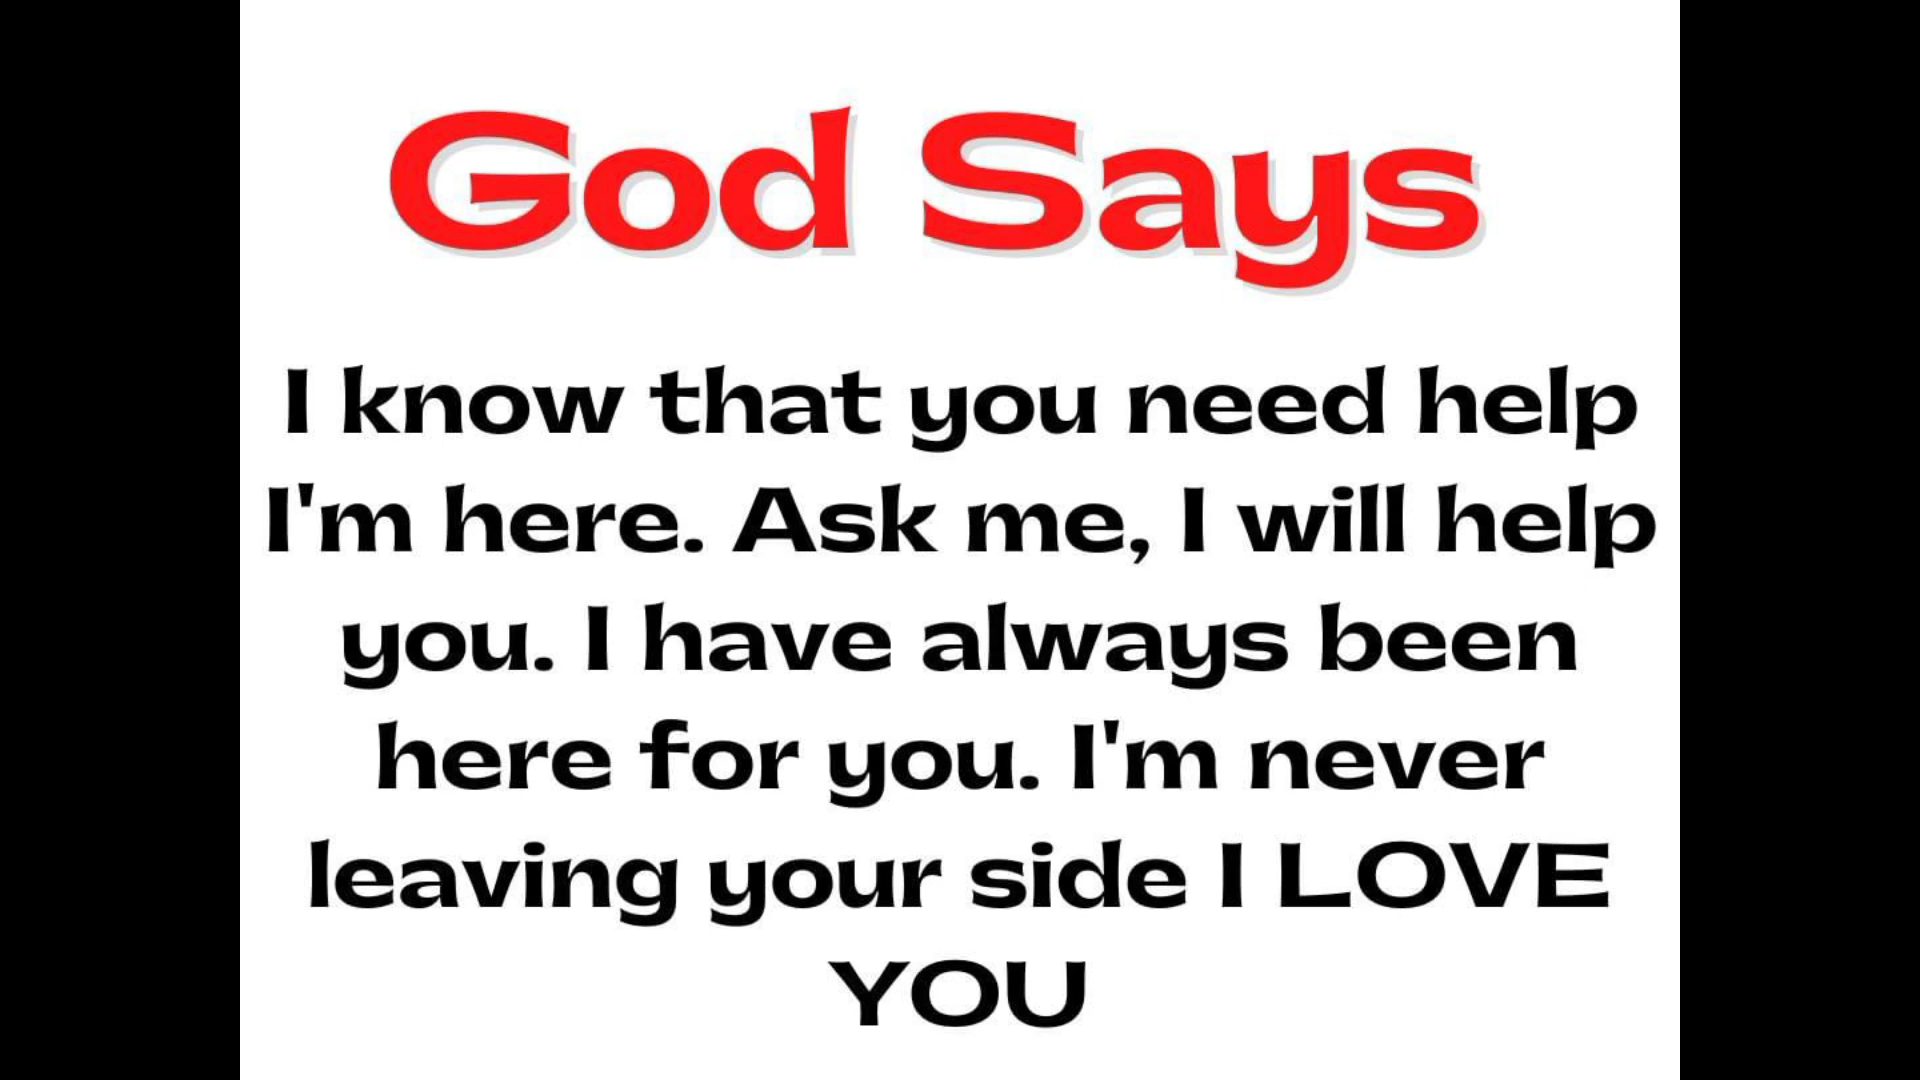 God Says
I know that you need help
I'm here. Ask me, I will help
you. I have always been
here for you. I'm never
leaving your side I LOVE
YOU